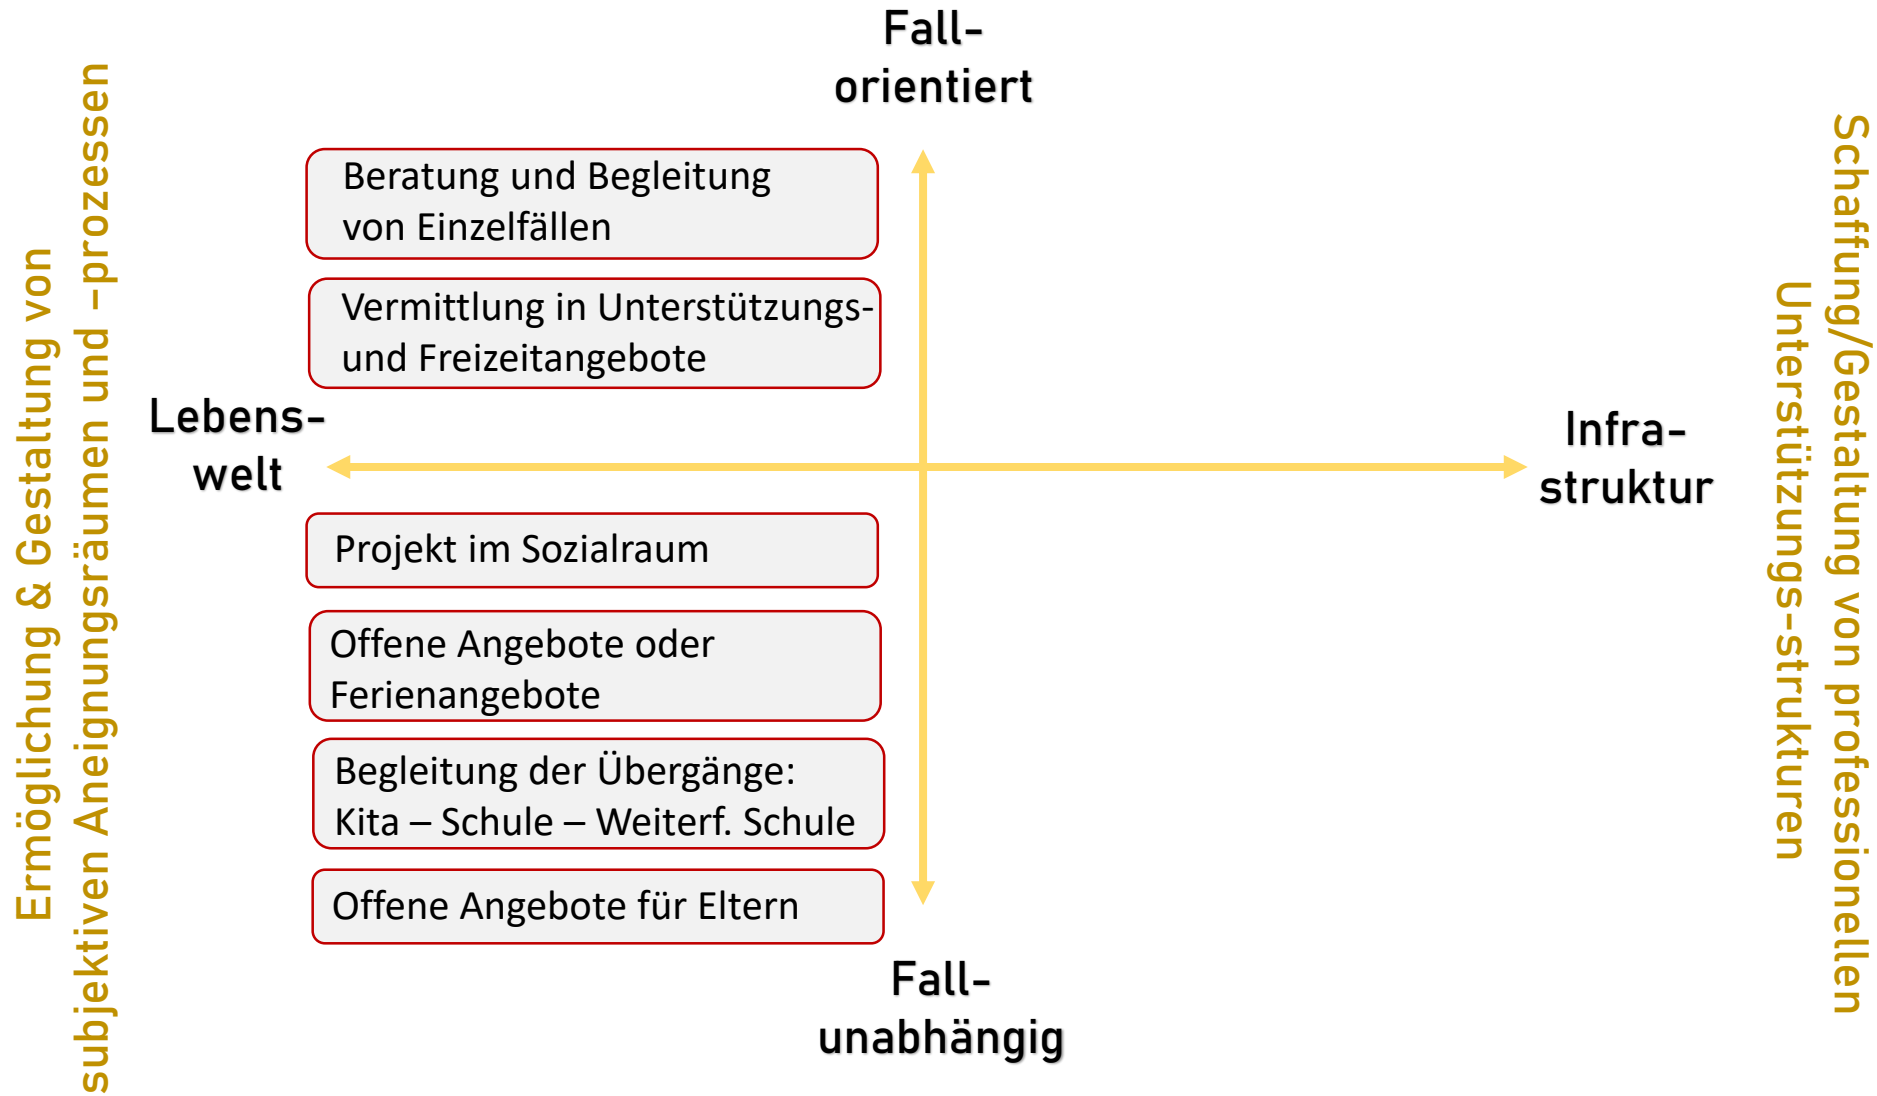 Fall-
orientiert
Ermöglichung & Gestaltung von
subjektiven Aneignungsräumen und –prozessen
Beratung und Begleitung
von Einzelfällen
Vermittlung in Unterstützungs-
und Freizeitangebote
Lebens-
welt
Infra-
struktur
Schaffung/Gestaltung von professionellen
Unterstützungs-strukturen
Projekt im Sozialraum
Offene Angebote oder
Ferienangebote
Begleitung der Übergänge:
Kita – Schule – Weiterf. Schule
Offene Angebote für Eltern
Fall-
unabhängig